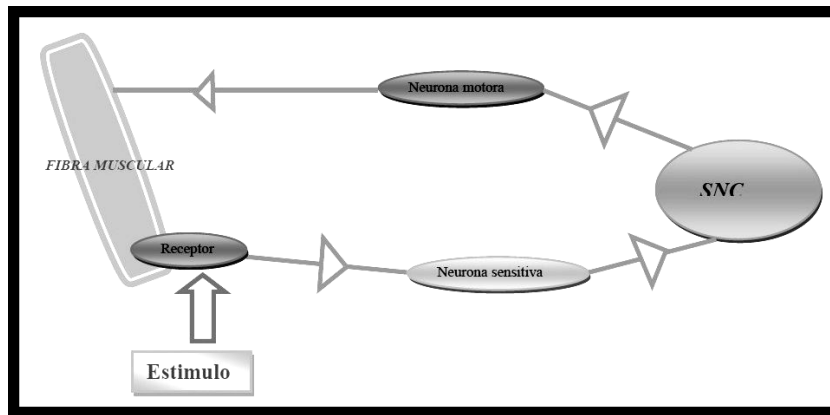 Neurona motora
FIBRA MUSCULAR
SNC
Receptor
Neurona sensitiva
Estimulo